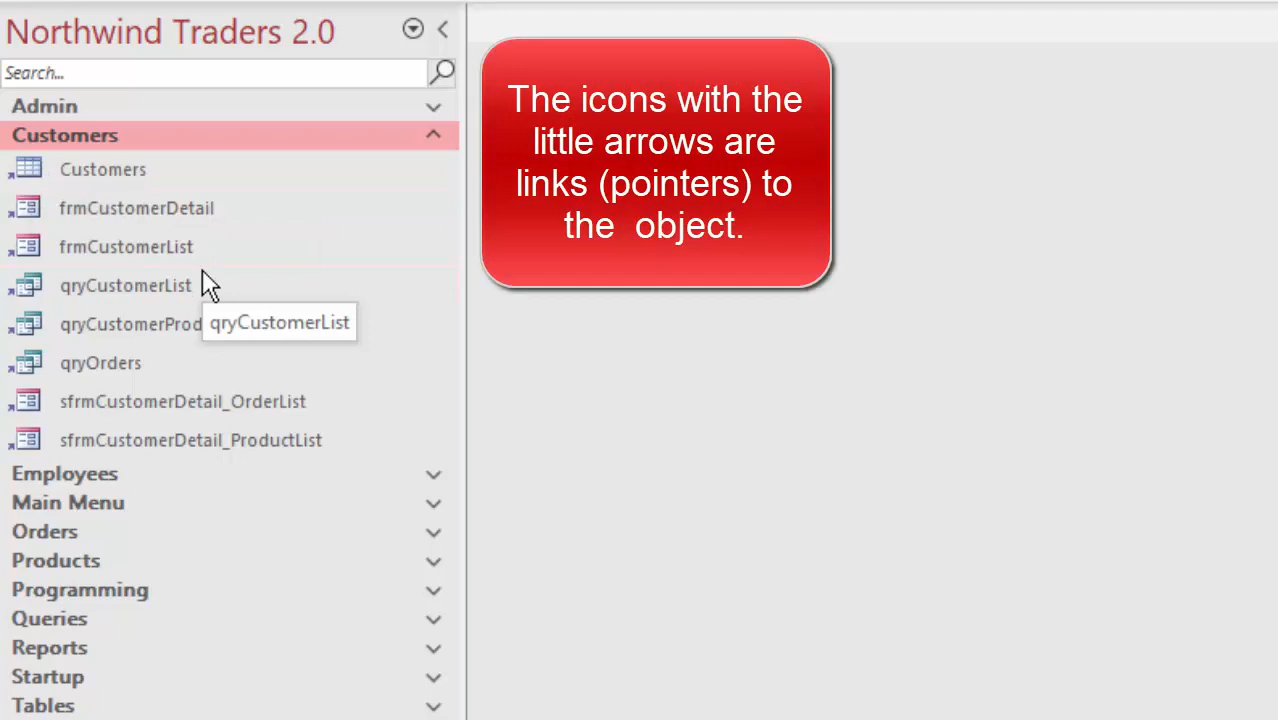 Northwind Traders 2.0
Search...
Admin
Customers
Customers
frmCustomerDetail
frmCustomerList
qryCustomerList
qryCustomerProd
qryCustomerList
qryOrders
sfrmCustomerDetail_OrderList
sfrmCustomerDetail_ProductList
Employees
Main Menu
Orders
Products
Programming
Queries
Reports
Startup
Tables
The icons with the
little arrows are
links (pointers) to
the object.